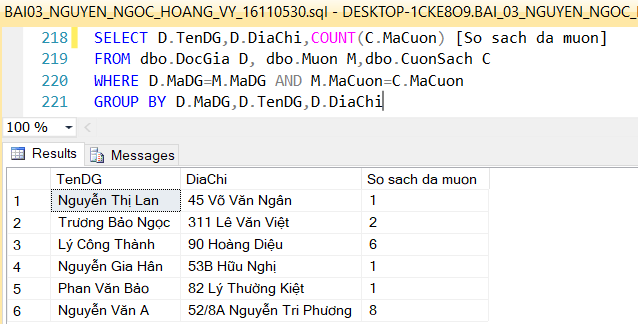 BAI03_NGUYEN_NGOC_HOANG_VY_16110530.sql - DESKTOP-1CKE8O9.BAI_03_NGUYEN_NGOC
218 SELECT D.TenDG,D.DiaChi,COUNT(C.MaCuon) [So sach da muon]
219 FROM dbo.DocGia D, dbo.Muon M,dbo.CuonSach C
220 WHERE D.MaDG=M.MaDG AND M.MaCuon=C.MaCuon
221 GROUP BY D.MaDG,D.TenDG,D.DiaChi
100 %
Results Messages
TenDG DiaChi So sach da muon
1 Nguyễn Thị Lan 45 Võ Văn Ngân 1
2 Trương Bảo Ngọc 311 Lê Văn Việt 2
3 Lý Công Thành 90 Hoàng Diệu 6
4 Nguyễn Gia Hân 53B Hữu Nghị 1
5 Phan Văn Bảo 82 Lý Thường Kiệt 1
6 Nguyễn Văn A 52/8A Nguyễn Tri Phương 8